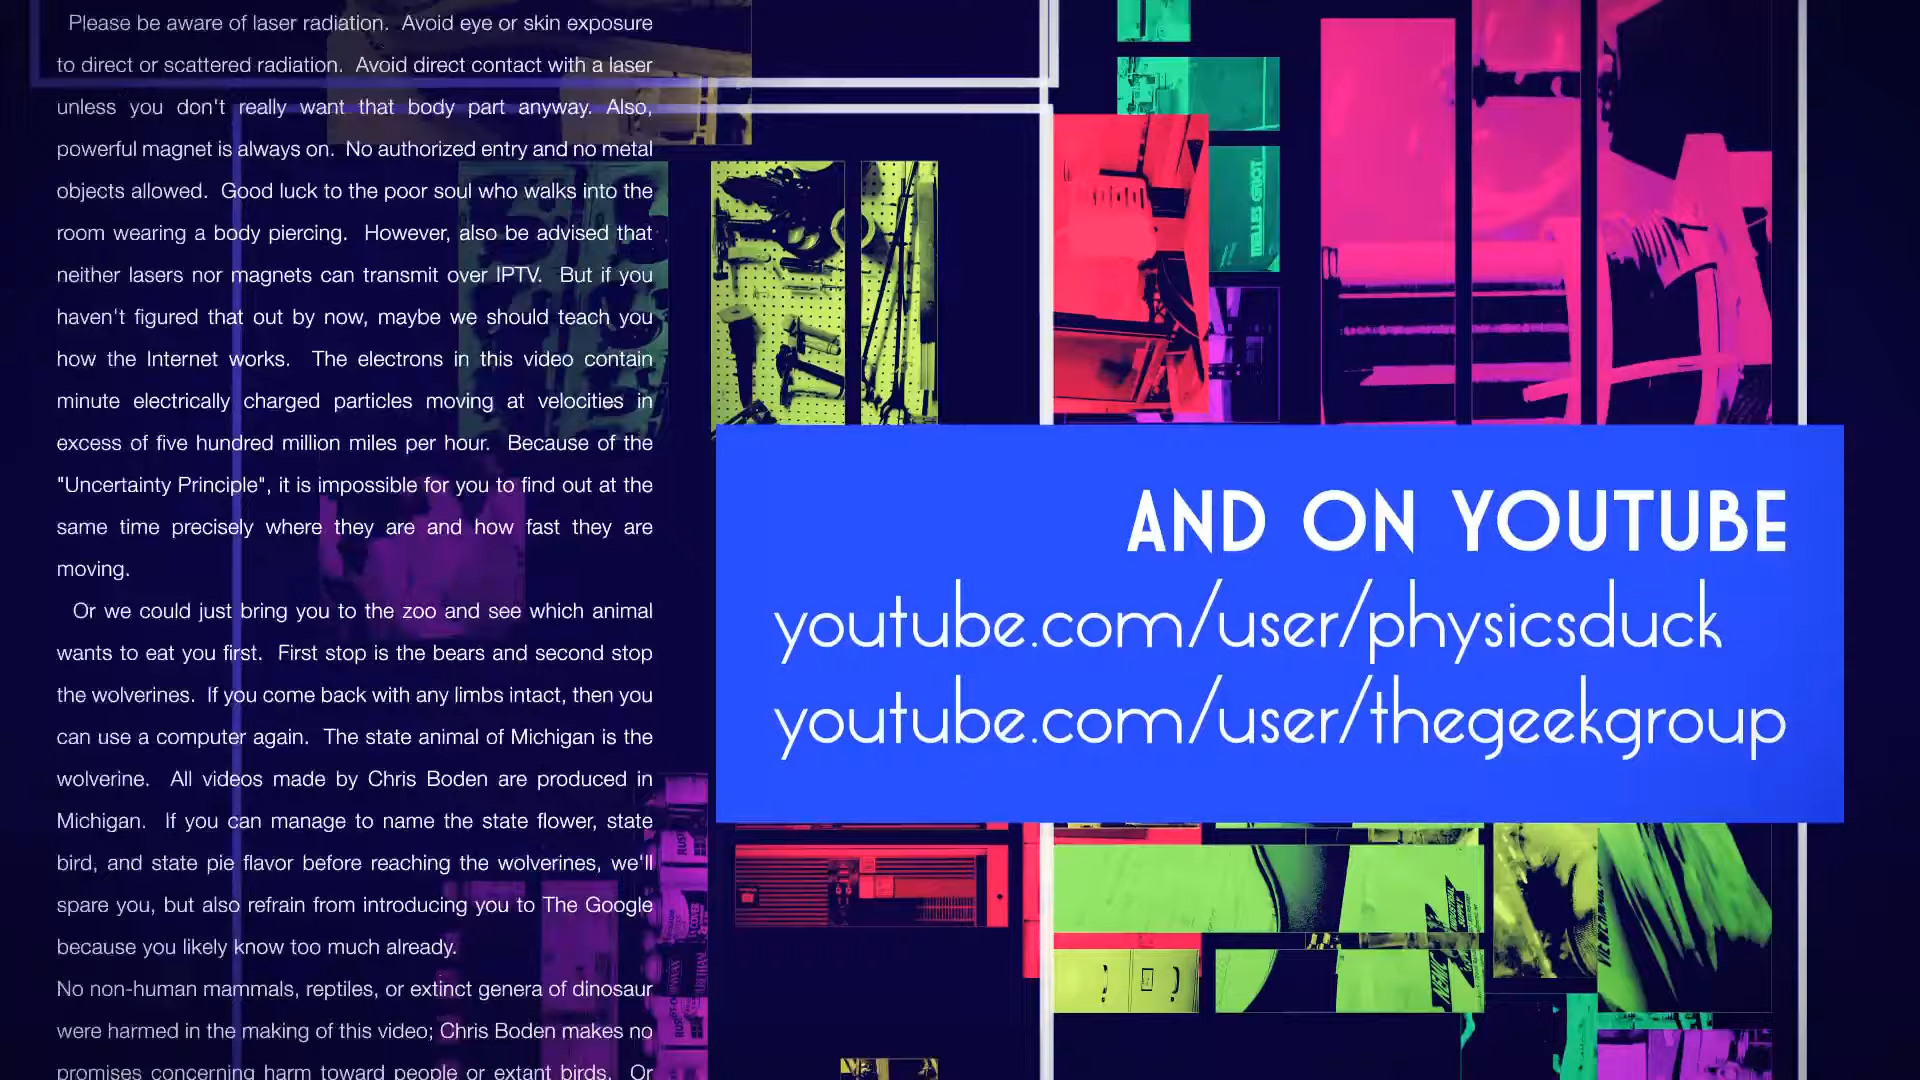 Please be aware of laser radiation. Avoid eye or skin exposure
to direct or scattered radiation. Avoid direct contact with a laser
unless you don't really want that body part anyway. Also,
powerful magnet is always on. No authorized entry and no metal
objects allowed. Good luck to the poor soul who walks into the
room wearing a body piercing. However, also be advised that
neither lasers nor magnets can transmit over IPTV. But if you
haven't figured that out by now, maybe we should teach you
how the Internet works. The electrons in this video contain
minute electrically charged particles moving at velocities in
excess of five hundred million miles per hour. Because of the
"Uncertainty Principle", it is impossible for you to find out at the
same time precisely where they are and how fast they are
moving.
Or we could just bring you to the zoo and see which animal
wants to eat you first. First stop is the bears and second stop
the wolverines. If you come back with any limbs intact, then you
can use a computer again. The state animal of Michigan is the
wolverine. All videos made by Chris Boden are produced in
Michigan. If you can manage to name the state flower, state
bird, and state pie flavor before reaching the wolverines, we'll
spare you, but also refrain from introducing you to The Google
because you likely know too much already.
No non-human mammals, reptiles, or extinct genera of dinosaur
were harmed in the making of this video; Chris Boden makes no
promises concerning harm toward people or extant birds. Or
MELLES GRIOT
AND ON YOUTUBE
youtube.com/user/physicsduck
youtube.com/user/thegeekgroup